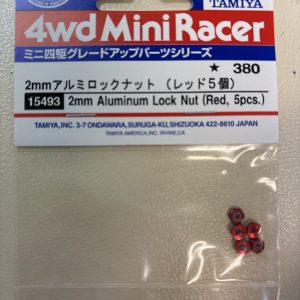 TAMIYA
4wd Mini Racer
ミニ四駆グレードアップパーツシリーズ
★ 380
2mmアルミロックナット (レッド5個)
15493 2mm Aluminum Lock Nut (Red, 5pcs.)
TAMIYA, INC. 3-7 ONDAWARA, SURUGA-KU, SHIZUOKA 422-8610 JAPAN
TAMIYA AMERICA, INC. IRVINE, CA